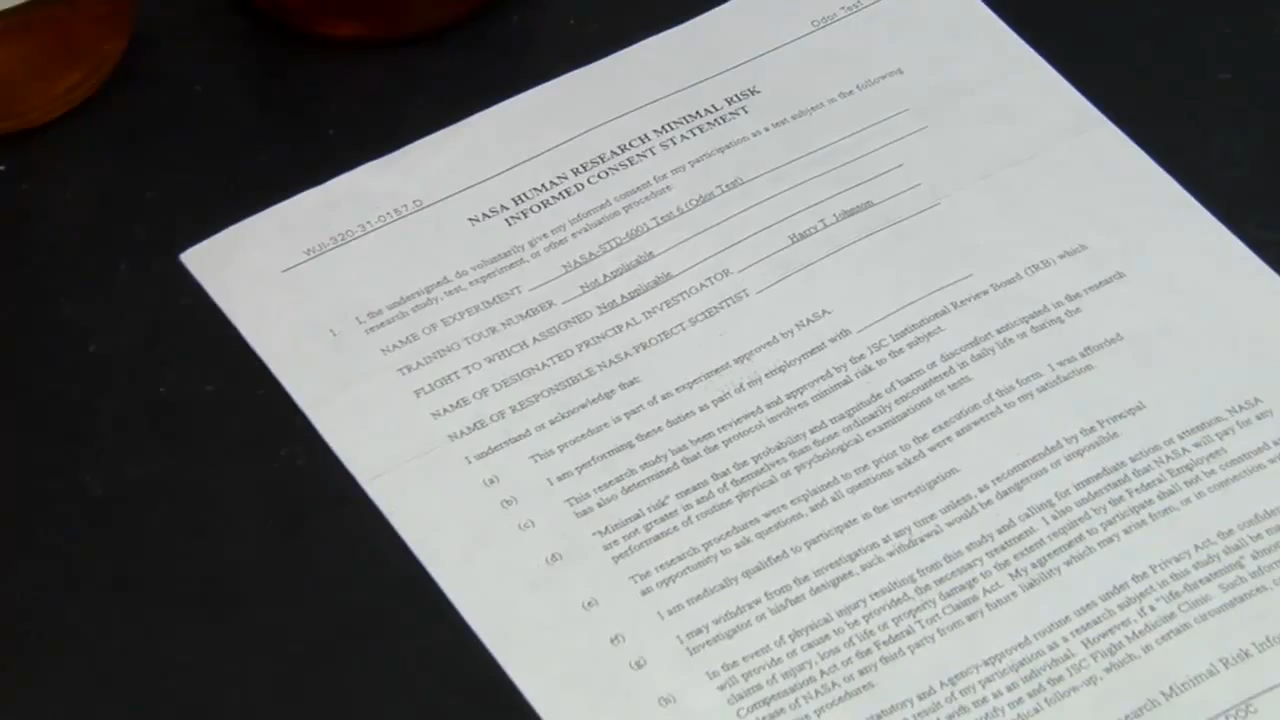 Odor Test
WJI-320-31-0157.D
NASA HUMAN RESEARCH MINIMAL RISK
INFORMED CONSENT STATEMENT
1. I, the undersigned, do voluntarily give my informed consent for my participation as a test subject in the following
research study, test, experiment, or other evaluation procedure:
NAME OF EXPERIMENT NASA-STD-6001 Test 6 (Odor Test)
TRAINING TOUR NUMBER Not Applicable
FLIGHT TO WHICH ASSIGNED Not Applicable
NAME OF DESIGNATED PRINCIPAL INVESTIGATOR Harry T. Johnson
NAME OF RESPONSIBLE NASA PROJECT SCIENTIST
I understand or acknowledge that:
(a) This procedure is part of an experiment approved by NASA.
(b) I am performing these duties as part of my employment with
(c) This research study has been reviewed and approved by the JSC Institutional Review Board (IRB) which
has also determined that the protocol involves minimal risk to the subject.
(d) "Minimal risk" means that the probability and magnitude of harm or discomfort anticipated in the research
are not greater in and of themselves than those ordinarily encountered in daily life or during the
performance of routine physical or psychological examinations or tests.
(e) The research procedures were explained to me prior to the execution of this form. I was afforded
an opportunity to ask questions, and all questions asked were answered to my satisfaction.
(f) I am medically qualified to participate in the investigation.
(g) I may withdraw from the investigation at any time unless, as recommended by the Principal
Investigator or his/her designee, such withdrawal would be dangerous or impossible.
(h) In the event of physical injury resulting from this study and calling for immediate action or attention, NASA
will provide or cause to be provided, the necessary treatment. I also understand that NASA will pay for any
claims of injury, loss of life or property damage to the extent required by the Federal Employees
Compensation Act or the Federal Tort Claims Act. My agreement to participate shall not be construed
lease of NASA or any third party from any future liability which may arise from, or in connection
procedures.
statutory and Agency-approved routine uses under the Privacy Act, the
result of my participation as a research subject in this study shall be
with me as an individual. However, if a "life-threatening"
notify me and the JSC Flight Medicine Clinic. Such
medical follow-up, which, in certain circumstances,
Research Minimal Risk